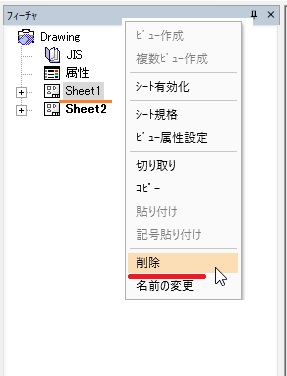 フィーチャ
Drawing
JIS
属性
Sheet1
Sheet2
ビュー作成
複数ビュー作成
シート有効化
シート規格
ビュー属性設定
切り取り
コピー
貼り付け
記号貼り付け
削除
名前の変更